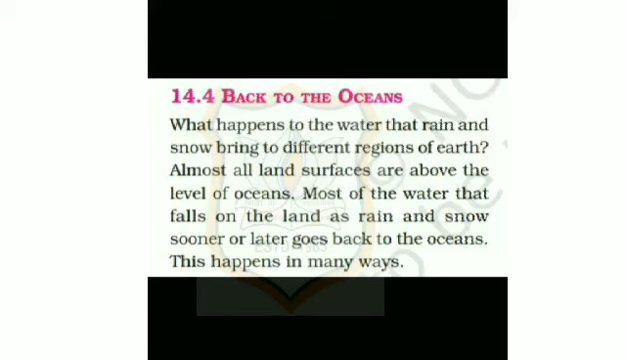 14.4 BACK TO THE OCEANS
What happens to the water that rain and
snow bring to different regions of earth?
Almost all land surfaces are above the
level of oceans. Most of the water that
falls on the land as rain and snow
sooner or later goes back to the oceans.
This happens in many ways.